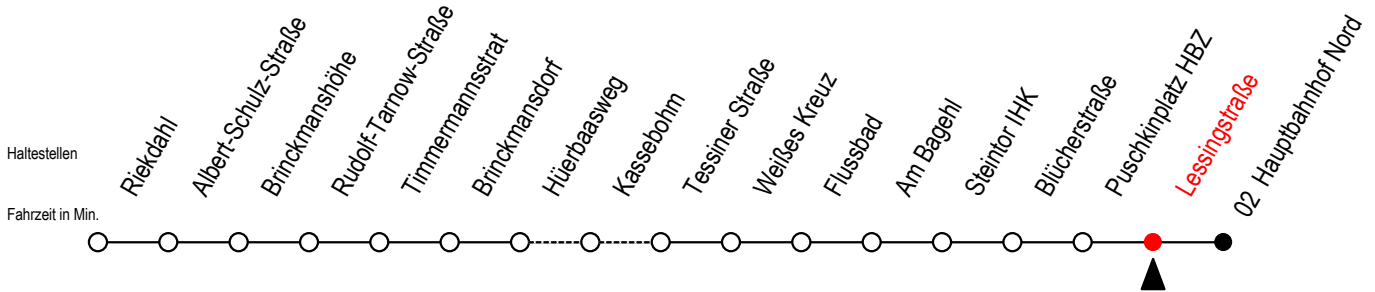 Haltestellen
Fahrzeit in Min.
Riekdahl
Albert-Schulz-Straße
Brinckmanshöhe
Rudolf-Tarnow-Straße
Timmermannsstrat
Brinckmansdorf
Hüerbaasweg
Kassebohm
Tessiner Straße
Weißes Kreuz
Flussbad
Am Bagehl
Steintor IHK
Blücherstraße
Puschkinplatz HBZ
Lessingstraße
02 Hauptbahnhof Nord